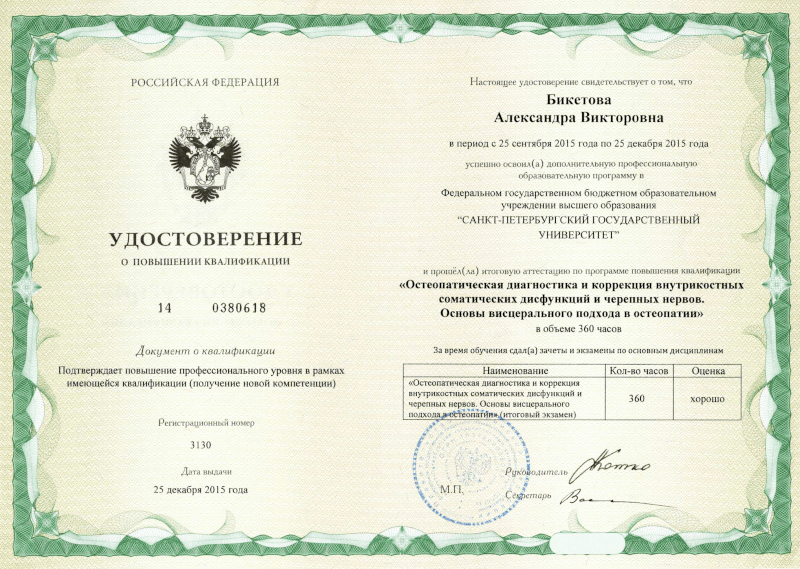 РОССИЙСКАЯ ФЕДЕРАЦИЯ
УДОСТОВЕРЕНИЕ
О ПОВЫШЕНИИ КВАЛИФИКАЦИИ
14 0380618
Документ о квалификации
Подтверждает повышение профессионального уровня в рамках
имеющейся квалификации (получение новой компетенции)
Регистрационный номер
3130
Дата выдачи
25 декабря 2015 года
Настоящее удостоверение свидетельствует о том, что
Бикетова
Александра Викторовна
в период с 25 сентября 2015 года по 25 декабря 2015 года
успешно освоил(а) дополнительную профессиональную
образовательную программу в
Федеральном государственном бюджетном образовательном
учреждении высшего образования
"САНКТ-ПЕТЕРБУРГСКИЙ ГОСУДАРСТВЕННЫЙ
УНИВЕРСИТЕТ"
и прошёл(ла) итоговую аттестацию по программе повышения квалификации
«Остеопатическая диагностика и коррекция внутрикостных
соматических дисфункций и черепных нервов.
Основы висцерального подхода в остеопатии»
в объеме 360 часов
За время обучения сдал(а) зачеты и экзамены по основным дисциплинам
Наименование Кол-во часов Оценка
«Остеопатическая диагностика и коррекция
внутрикостных соматических дисфункций и
черепных нервов. Основы висцерального
подхода в остеопатии» (итоговый экзамен)
360 хорошо
Руководитель
М.П.
Секретарь